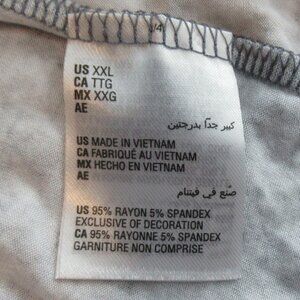 US XXL
CA TTG
MX XXG
AE
كبير جدًا بدرجتين
US MADE IN VIETNAM
CA FABRIQUÉ AU VIETNAM
MX HECHO EN VIETNAM
AE
صُنع في فيتنام
US 95% RAYON 5% SPANDEX
EXCLUSIVE OF DECORATION
CA 95% RAYONNE 5% SPANDEX
GARNITURE NON COMPRISE